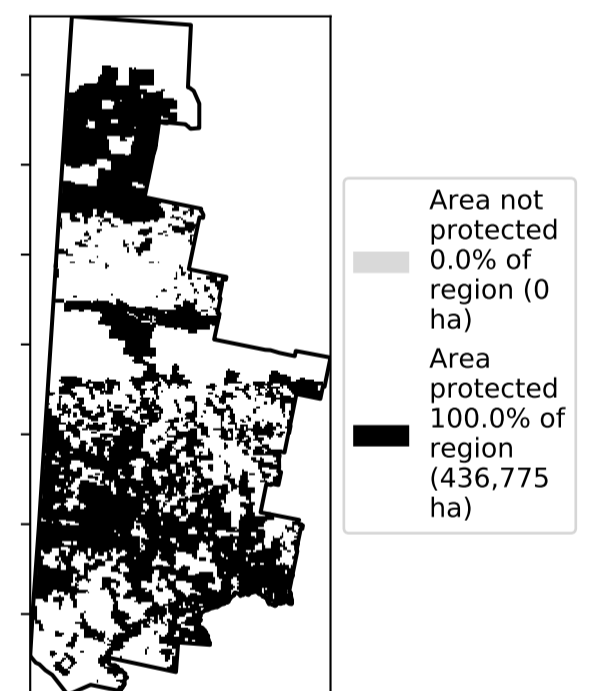 Area not
protected
0.0% of
region (0
ha)
Area
protected
100.0% of
region
(436,775
ha)